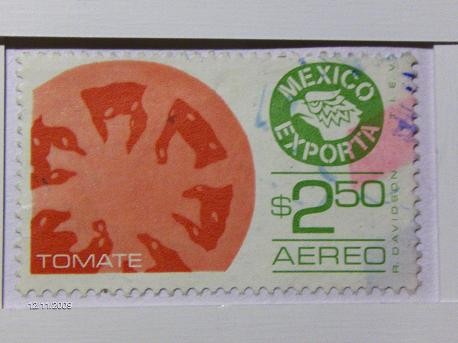 MEXICO
EXPORTA
$2.50
AEREO
TOMATE
R. DAVIDSON
12.11.2009